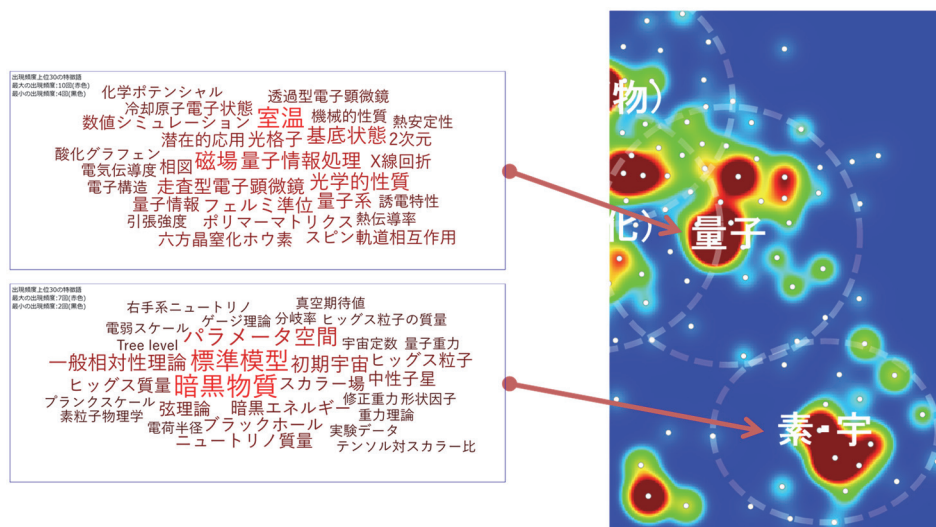 出現頻度上位30の特徴語
最大の出現頻度:10回(赤色)
最小の出現頻度:4回(黒色)
化学ポテンシャル 透過型電子顕微鏡
冷却原子 電子状態 室温 機械的性質
数値シミュレーション 熱安定性
潜在的応用 光格子 基底状態 2次元
酸化グラフェン 相図 磁場 量子情報処理 X線回折
電気伝導度
電子構造 走査型電子顕微鏡 光学的性質
量子情報 フェルミ準位 量子系 誘電特性
引張強度 ポリマーマトリクス 熱伝導率
六方晶窒化ホウ素 スピン軌道相互作用
出現頻度上位30の特徴語
最大の出現頻度:7回(赤色)
最小の出現頻度:2回(黒色)
右手系ニュートリノ 真空期待値
電弱スケール ゲージ理論 分岐率 ヒッグス粒子の質量
Tree level パラメータ空間 宇宙定数 量子重力
一般相対性理論 標準模型 初期宇宙 ヒッグス粒子
ヒッグス質量 暗黒物質 スカラー場 中性子星
プランクスケール 弦理論 暗黒エネルギー 修正重力 形状因子
素粒子物理学 重力理論
電荷半径 ブラックホール 実験データ
ニュートリノ質量 テンソル対スカラー比
物)
化)
量子
素・宇